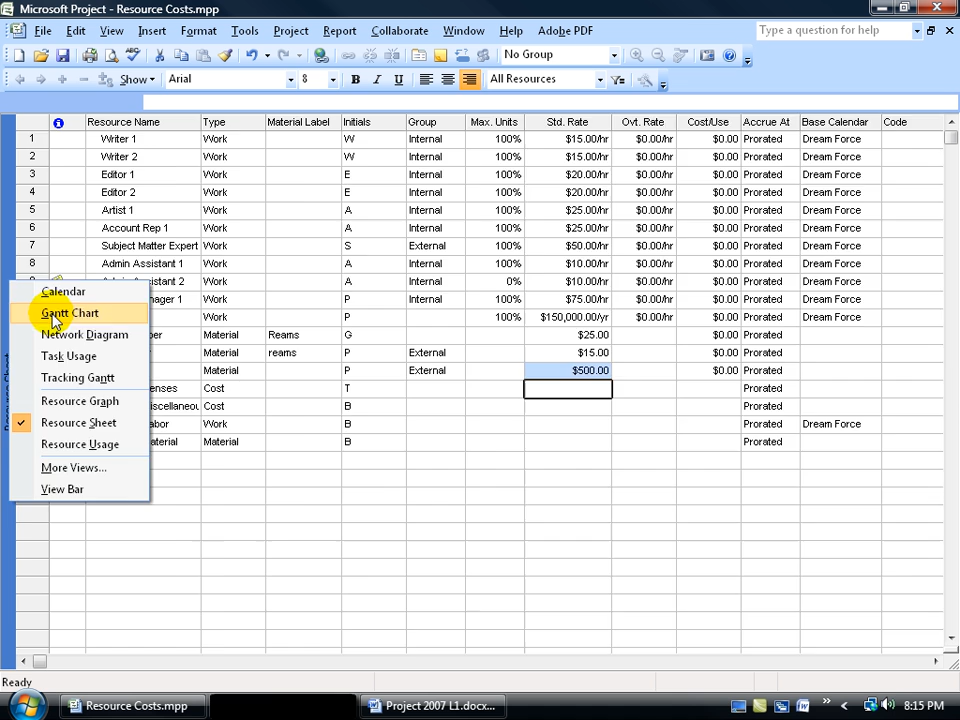 Microsoft Project - Resource Costs.mpp
File Edit View Insert Format Tools Project Report Collaborate Window Help Adobe PDF Type a question for help
No Group
Show Arial 8 B I U All Resources
Resource Name Type Material Label Initials Group Max. Units Std. Rate Ovt. Rate Cost/Use Accrue At Base Calendar Code
1 Writer 1 Work W Internal 100% $15.00/hr $0.00/hr $0.00 Prorated Dream Force
2 Writer 2 Work W Internal 100% $15.00/hr $0.00/hr $0.00 Prorated Dream Force
3 Editor 1 Work E Internal 100% $20.00/hr $0.00/hr $0.00 Prorated Dream Force
4 Editor 2 Work E Internal 100% $20.00/hr $0.00/hr $0.00 Prorated Dream Force
5 Artist 1 Work A Internal 100% $25.00/hr $0.00/hr $0.00 Prorated Dream Force
6 Account Rep 1 Work A Internal 100% $25.00/hr $0.00/hr $0.00 Prorated Dream Force
7 Subject Matter Expert Work S External 100% $50.00/hr $0.00/hr $0.00 Prorated Dream Force
8 Admin Assistant 1 Work A Internal 100% $10.00/hr $0.00/hr $0.00 Prorated Dream Force
Assistant 2 Work A Internal 0% $10.00/hr $0.00/hr $0.00 Prorated Dream Force
1 Work P Internal 100% $75.00/hr $0.00/hr $0.00 Prorated Dream Force
Work P 100% $150,000.00/yr $0.00/hr $0.00 Prorated Dream Force
Material Reams G $25.00 $0.00 Prorated
Material reams P External $15.00 $0.00 Prorated
Material P External $500.00 $0.00 Prorated
Cost T Prorated
Cost B Prorated
Work B Prorated Dream Force
aterial Material B Prorated
Calendar
Gantt Chart
Network Diagram
Task Usage
Tracking Gantt
Resource Graph
Resource Sheet
Resource Usage
More Views...
View Bar
Ready
Resource Costs.mpp Project 2007 L1.docx... 8:15 PM